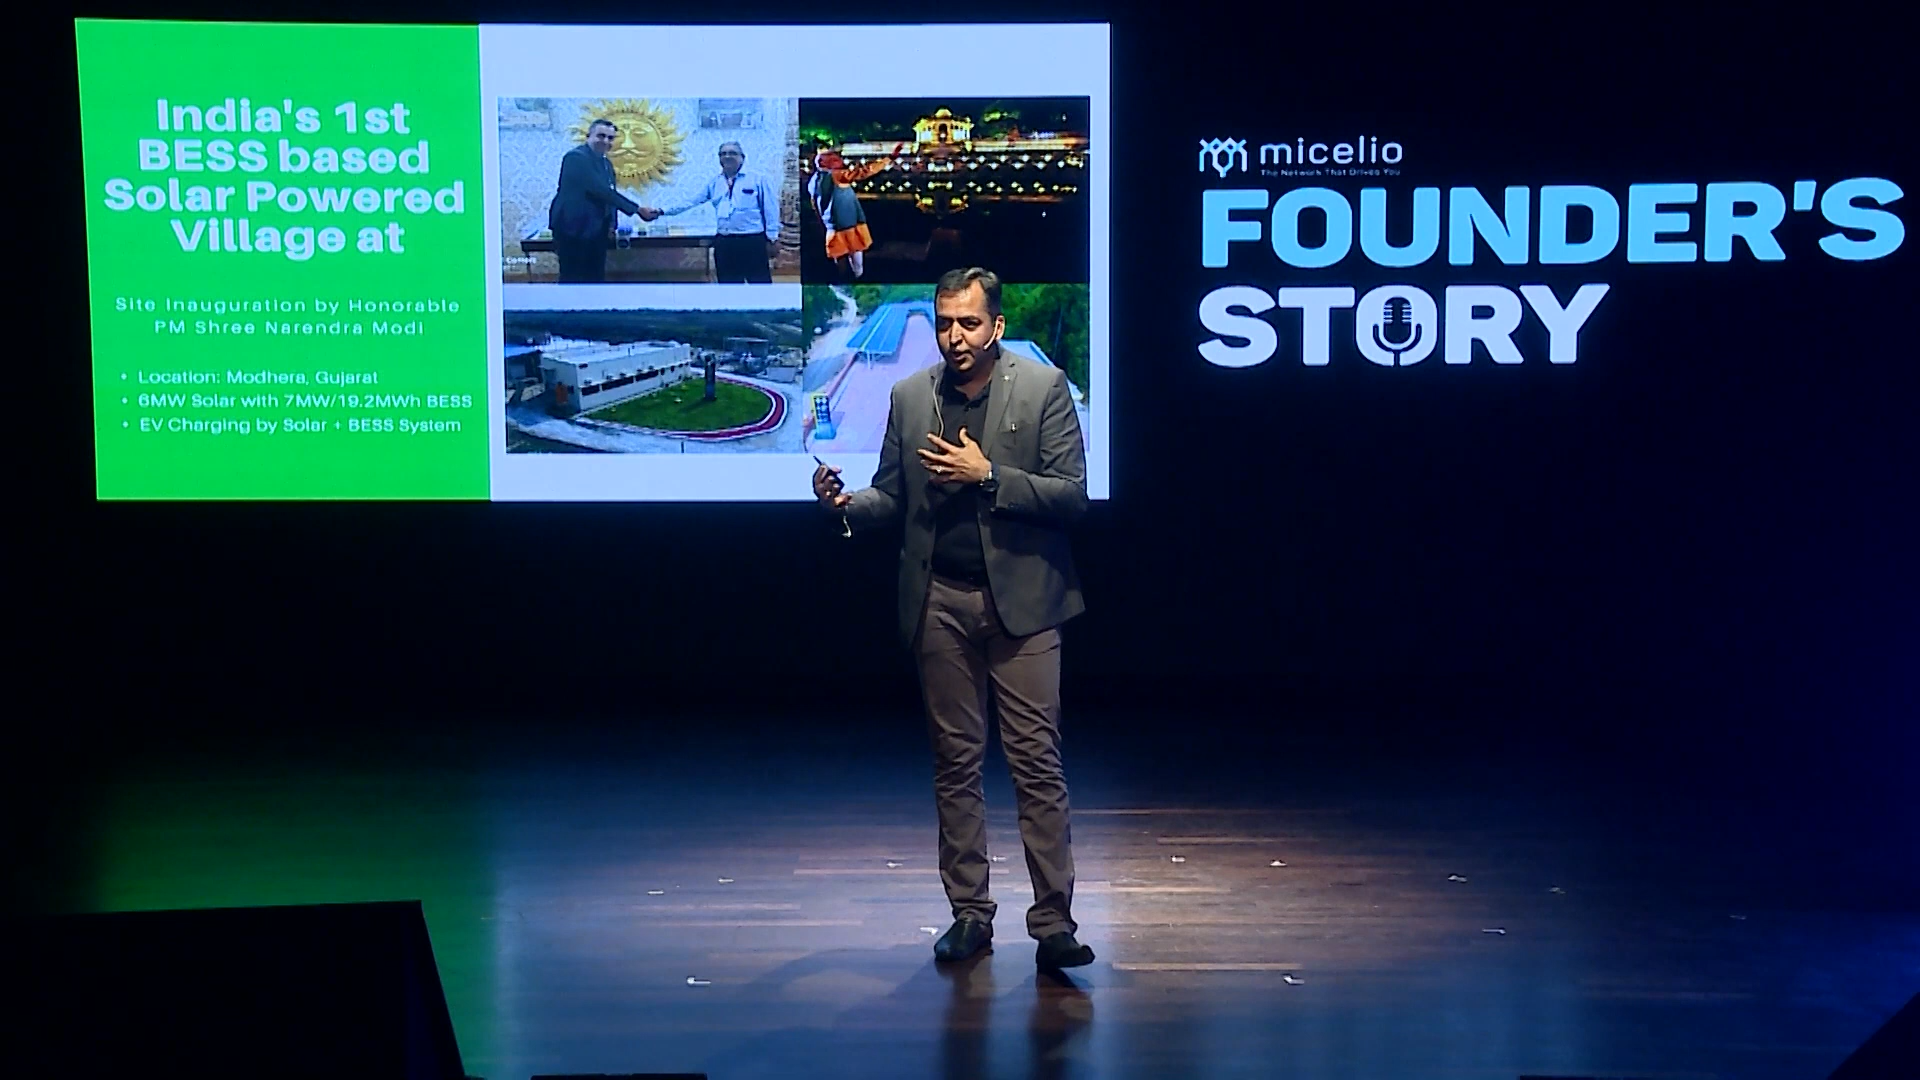 India's 1st
BESS based
Solar Powered
Village at
Site Inauguration by Honorable
PM Shree Narendra Modi
• Location: Modhera, Gujarat
• 6MW Solar with 7MW/19.2MWh BESS
• EV Charging by Solar + BESS System
micelio
The Network That Drives You
FOUNDER'S
STORY